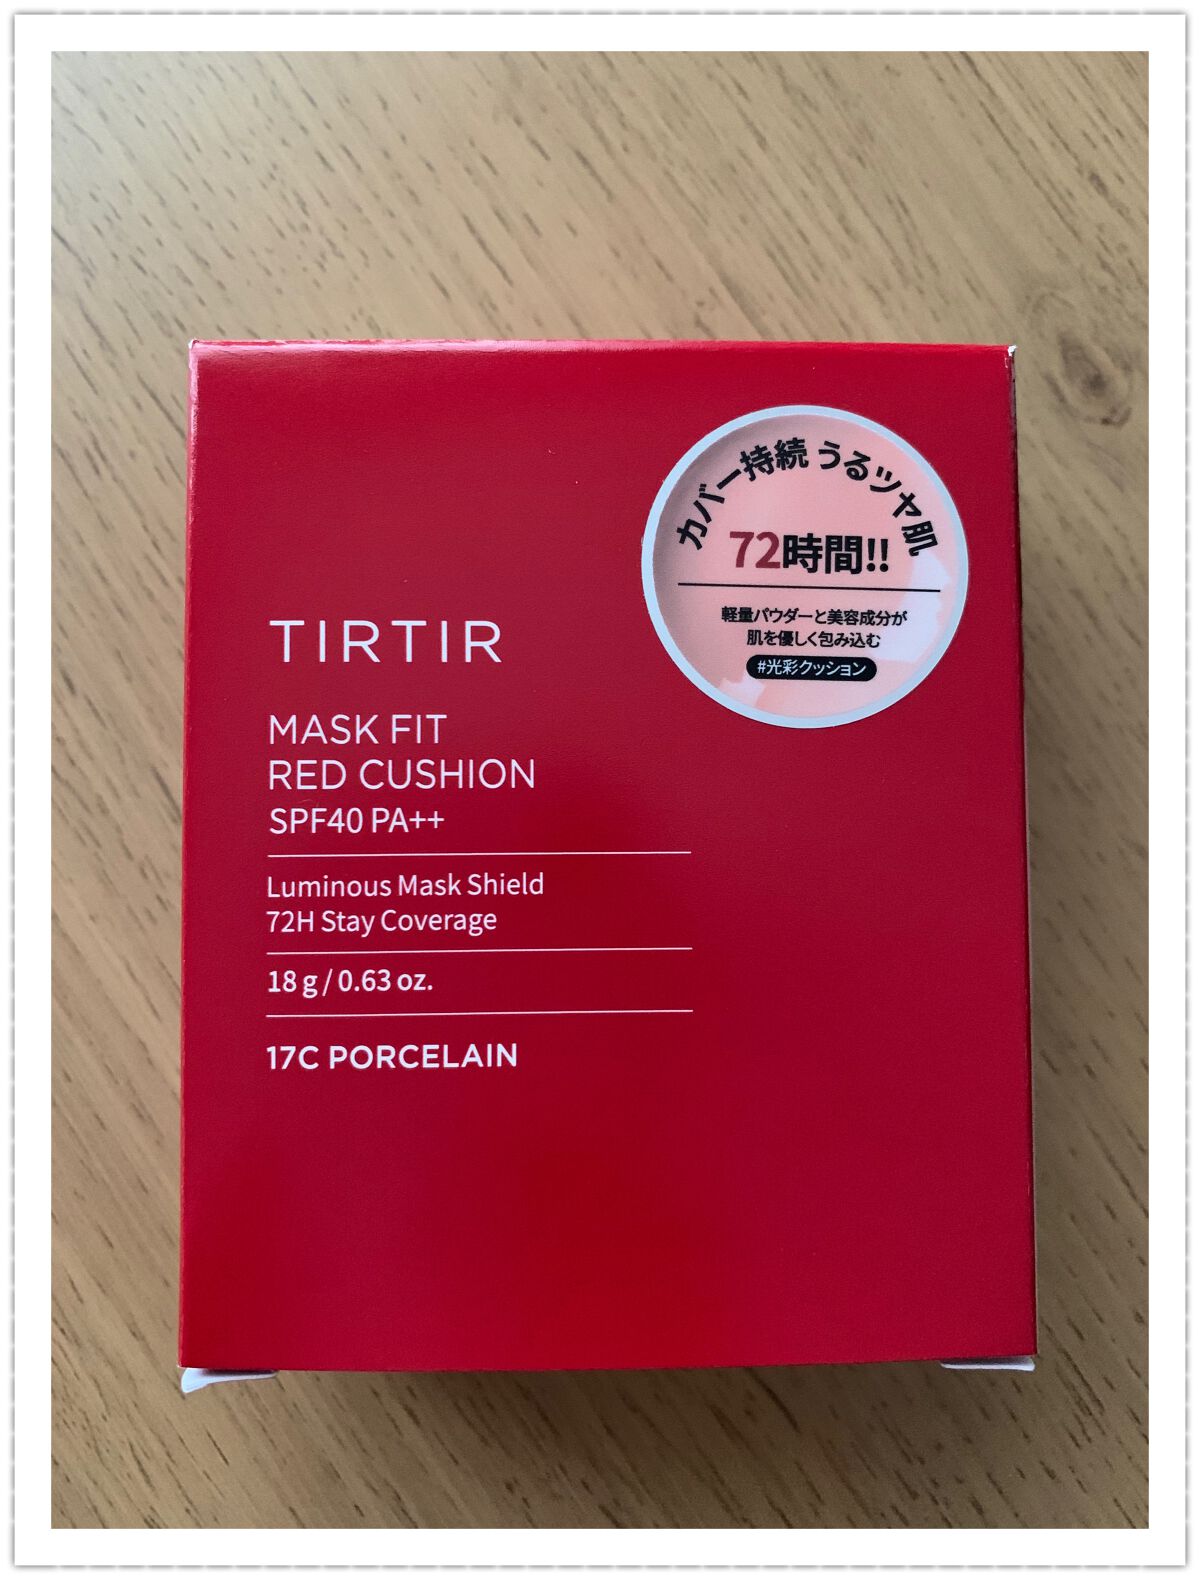 カバー持続 うるツヤ肌
72時間!!
軽量パウダーと美容成分が
肌を優しく包み込む
#光彩クッション
TIRTIR
MASK FIT
RED CUSHION
SPF40 PA++
Luminous Mask Shield
72H Stay Coverage
18 g / 0.63 oz.
17C PORCELAIN